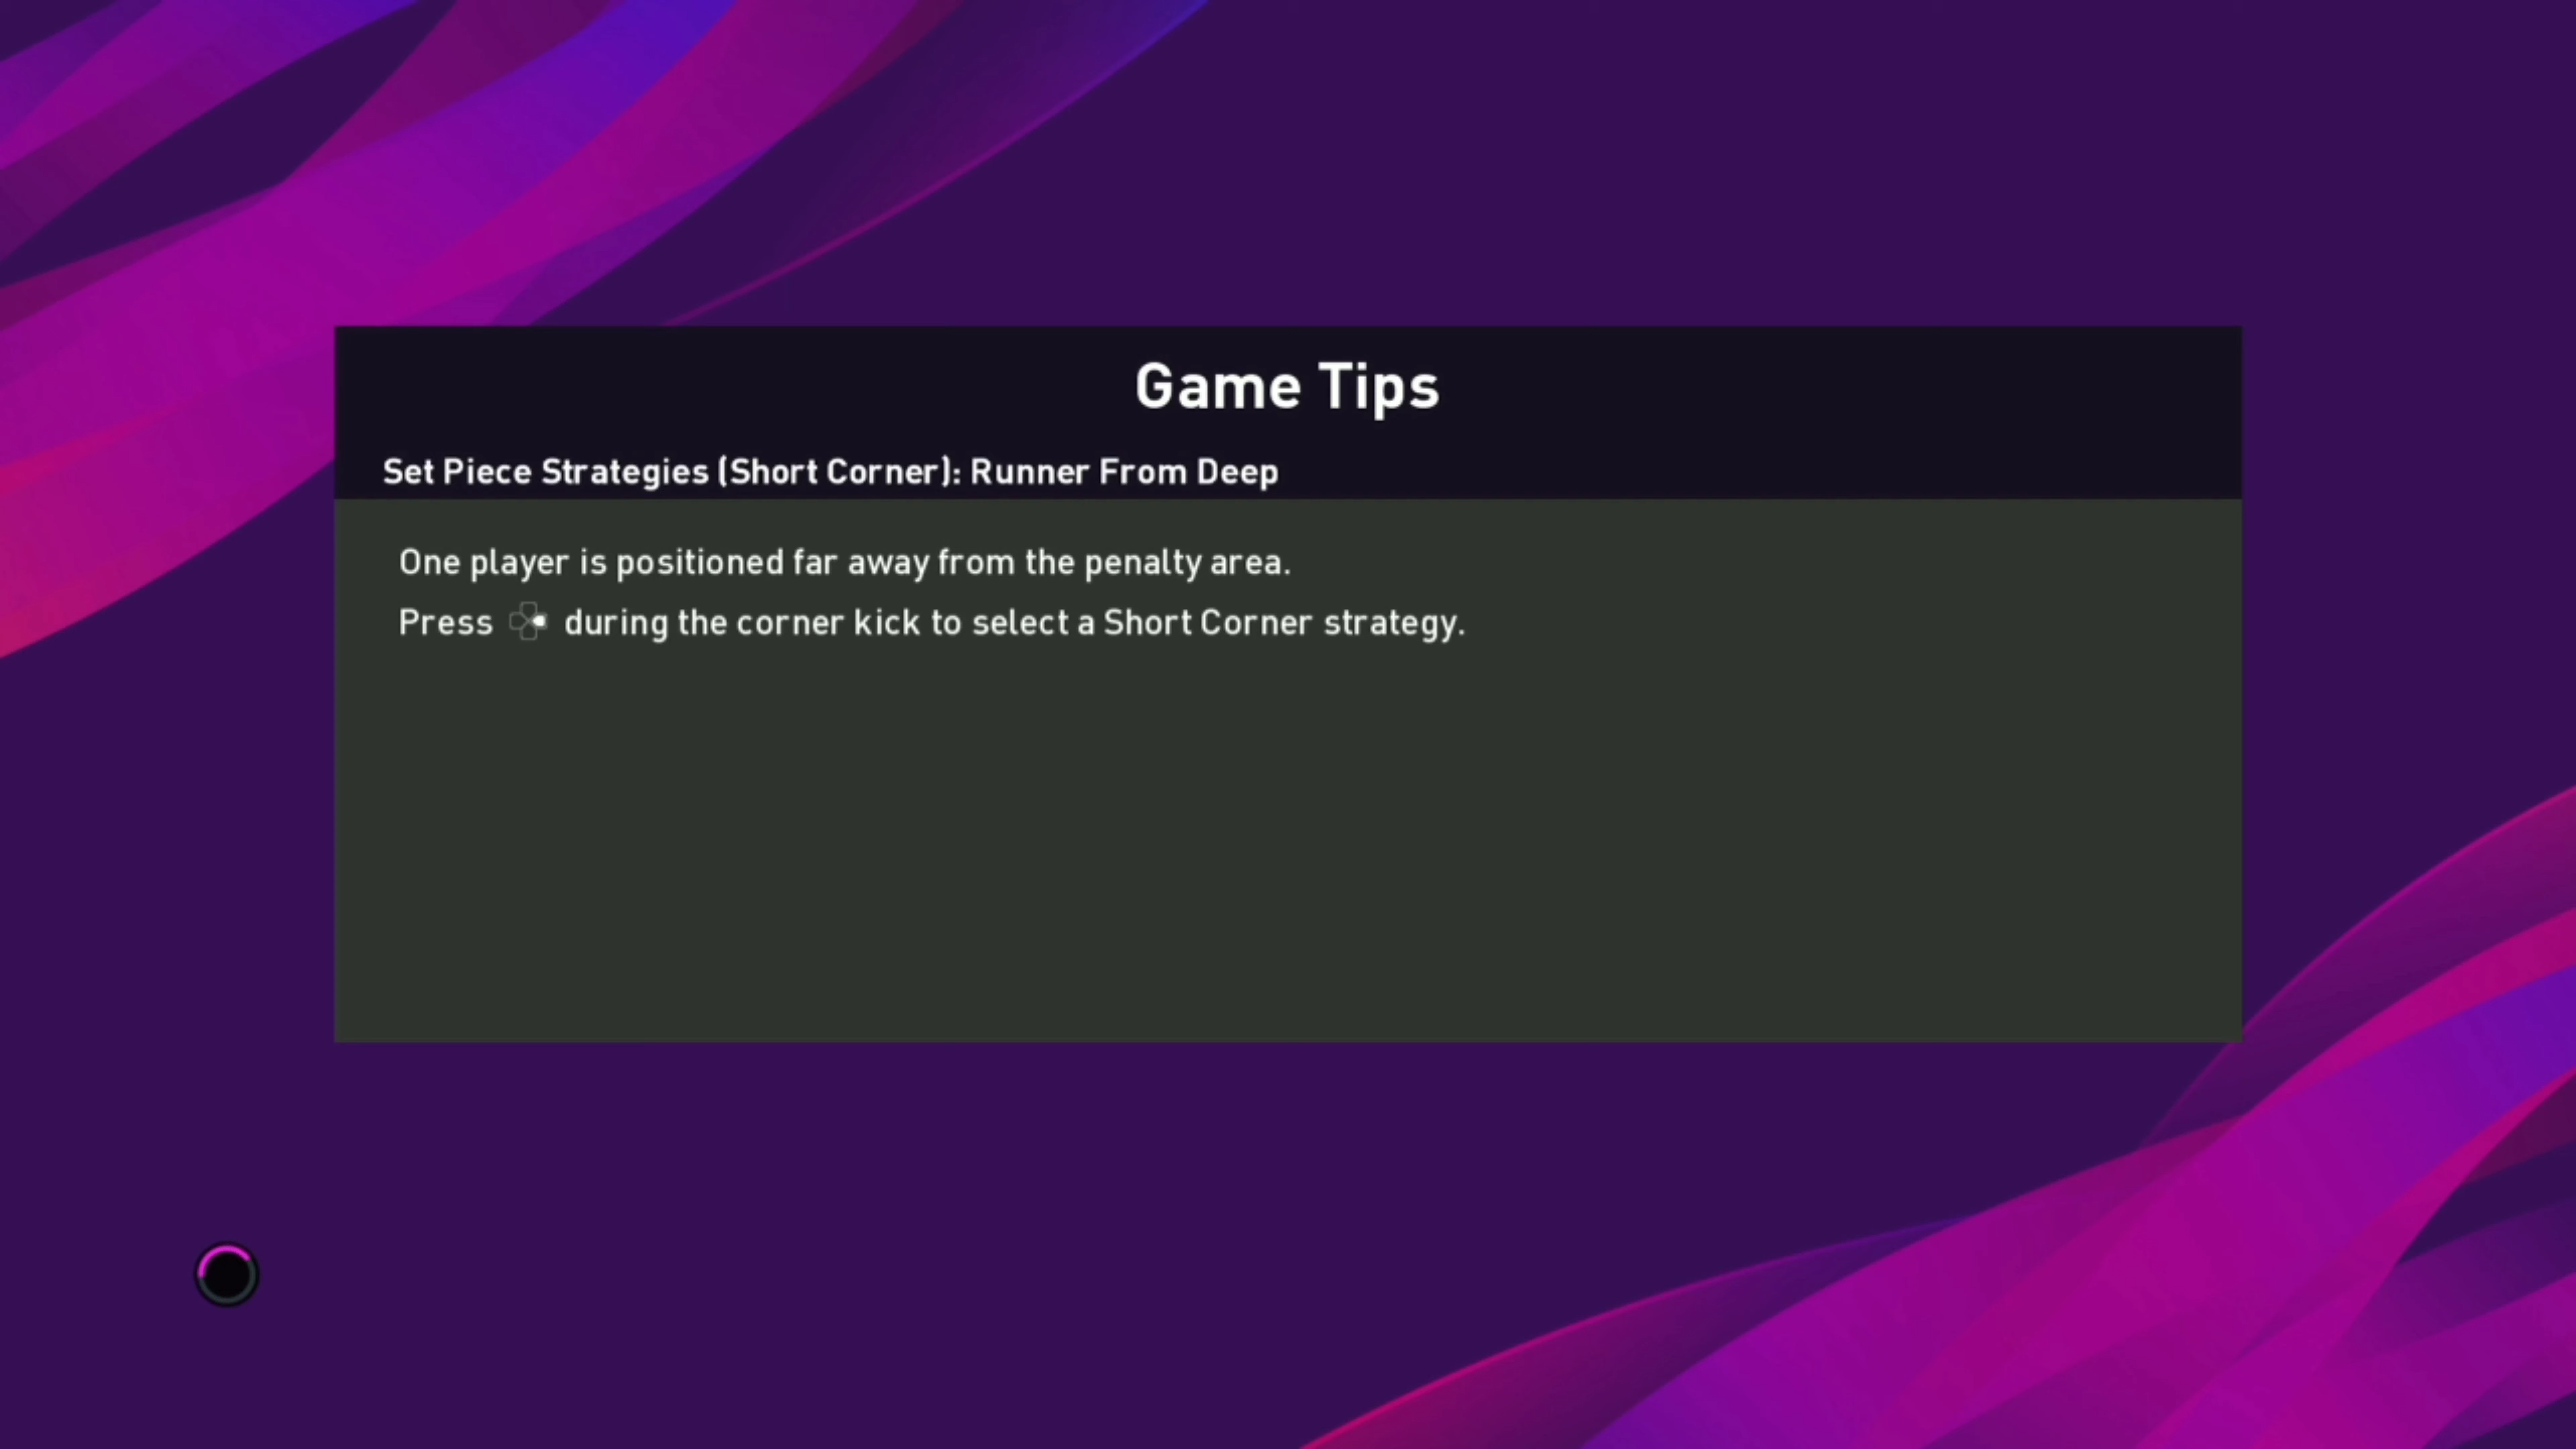 Game Tips
Set Piece Strategies (Short Corner): Runner From Deep
One player is positioned far away from the penalty area.
Press during the corner kick to select a Short Corner strategy.